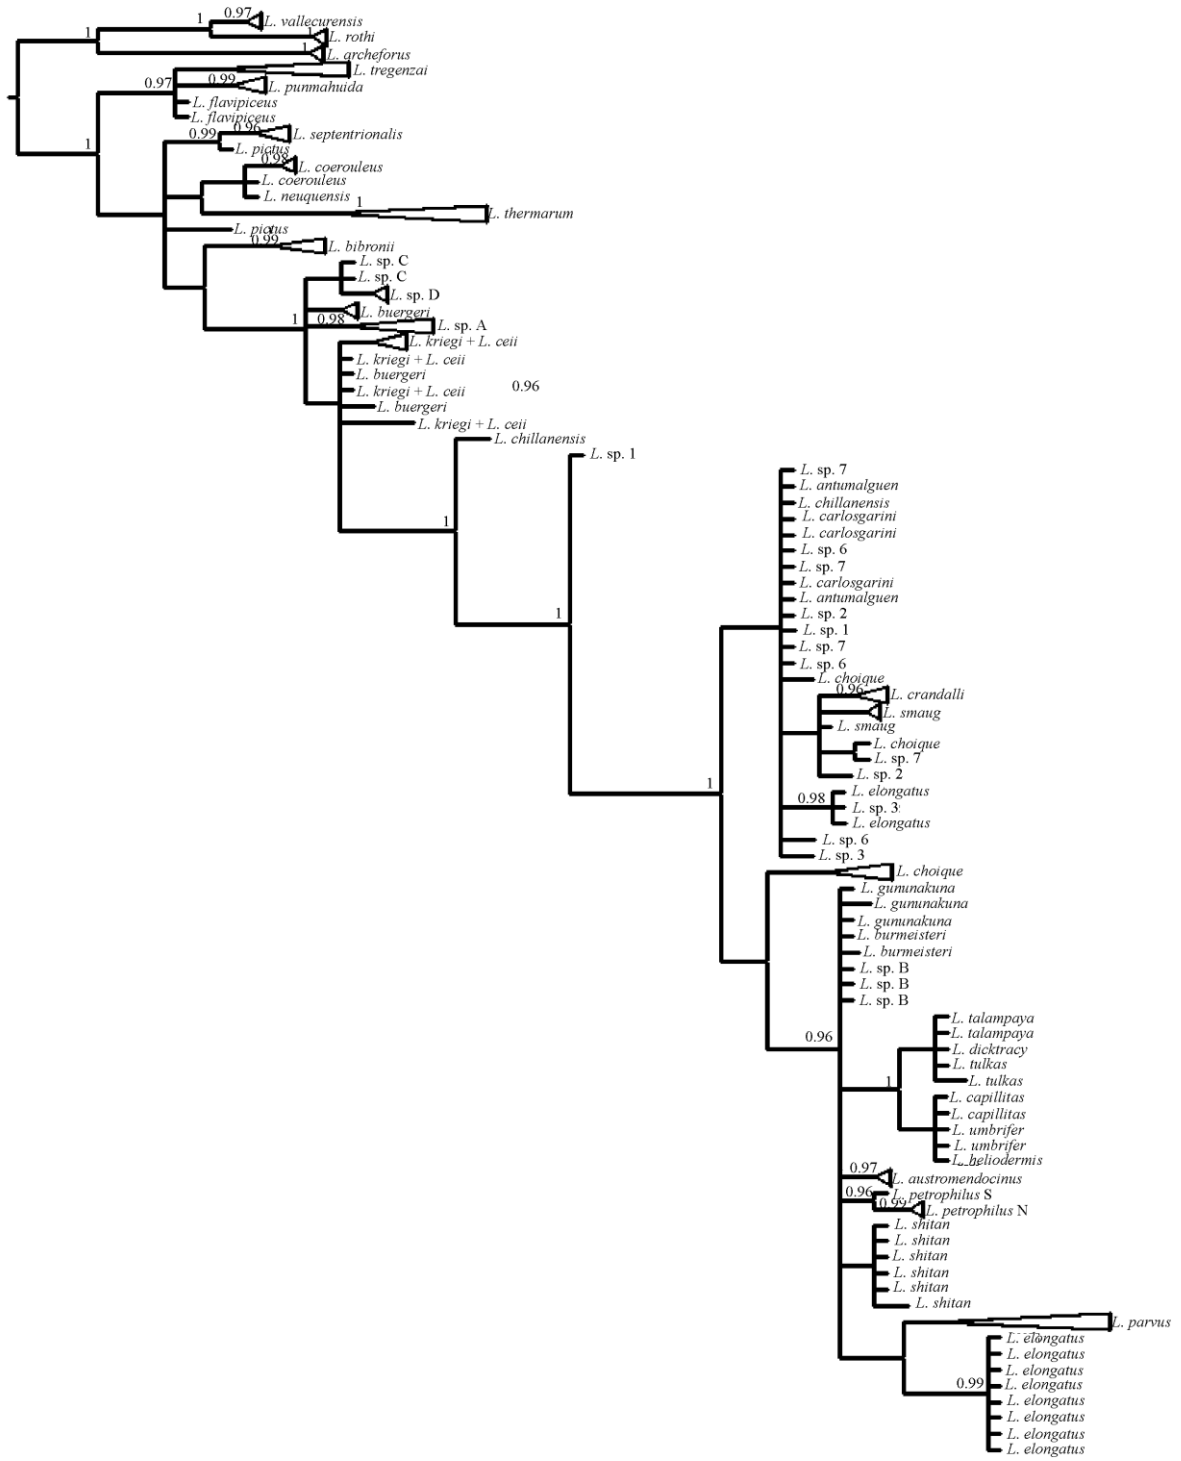 0.97
L. vallecurensis
1
1
L. rothi
1
1
L. archeforus
L. tregenzai
0.97
0.99
L. punmahuida
L. flavipiceus
L. flavipiceus
0.96
0.99
L. septentrionalis
1
L. pictus
0.98
L. coerouleus
L. coerouleus
L. neuquensis
1
L. thermarum
L. pictus
0.99
L. bibronii
L. sp. C
L. sp. C
L. sp. D
L. buergeri
1
0.98
L. sp. A
L. kriegi + L. ceii
L. kriegi + L. ceii
L. buergeri
0.96
L. kriegi + L. ceii
L. buergeri
L. kriegi + L. ceii
L. chillanensis
L. sp. 1
L. sp. 7
L. antumalguen
L. chillanensis
L. carlosgarini
1
L. carlosgarini
L. sp. 6
L. sp. 7
L. carlosgarini
L. antumalguen
1
L. sp. 2
L. sp. 1
L. sp. 7
L. sp. 6
L. choique
0.96
L. crandalli
L. smaug
L. smaug
L. choique
L. sp. 7
L. sp. 2
1
L. elongatus
0.98
L. sp. 3
L. elongatus
L. sp. 6
L. sp. 3
L. choique
L. gununakuna
L. gununakuna
L. gununakuna
L. burmeisteri
L. burmeisteri
L. sp. B
L. sp. B
L. sp. B
L. talampaya
L. talampaya
0.96
L. dicktracy
L. tulkas
1
L. tulkas
L. capillitas
L. capillitas
L. umbrifer
L. umbrifer
L. heliodermis
0.97
L. austromendocinus
0.96
L. petrophilus S
0.99
L. petrophilus N
L. shitan
L. shitan
L. shitan
L. shitan
L. shitan
L. shitan
L. parvus
L. elongatus
L. elongatus
L. elongatus
0.99
L. elongatus
L. elongatus
L. elongatus
L. elongatus
L. elongatus